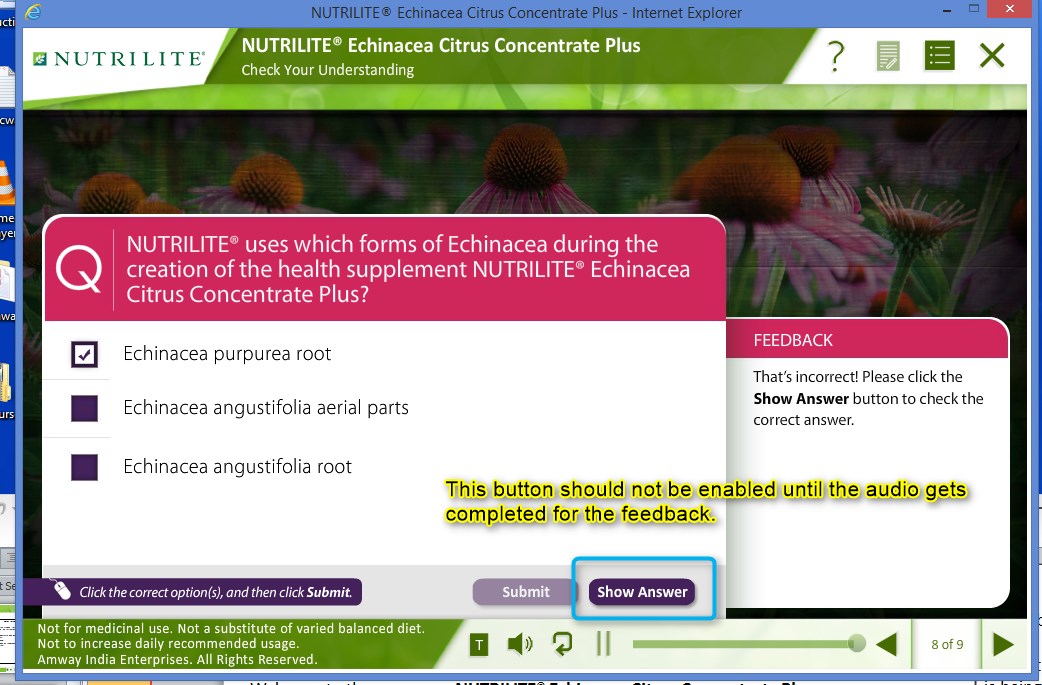 NUTRILITE® Echinacea Citrus Concentrate Plus - Internet Explorer
NUTRILITE®
NUTRILITE® Echinacea Citrus Concentrate Plus
Check Your Understanding
?
Q
NUTRILITE® uses which forms of Echinacea during the
creation of the health supplement NUTRILITE® Echinacea
Citrus Concentrate Plus?
Echinacea purpurea root
Echinacea angustifolia aerial parts
Echinacea angustifolia root
FEEDBACK
That's incorrect! Please click the
Show Answer button to check the
correct answer.
This button should not be enabled until the audio gets
completed for the feedback.
Click the correct option(s), and then click Submit.
Submit
Show Answer
Not for medicinal use. Not a substitute of varied balanced diet.
Not to increase daily recommended usage.
Amway India Enterprises. All Rights Reserved.
T
8 of 9